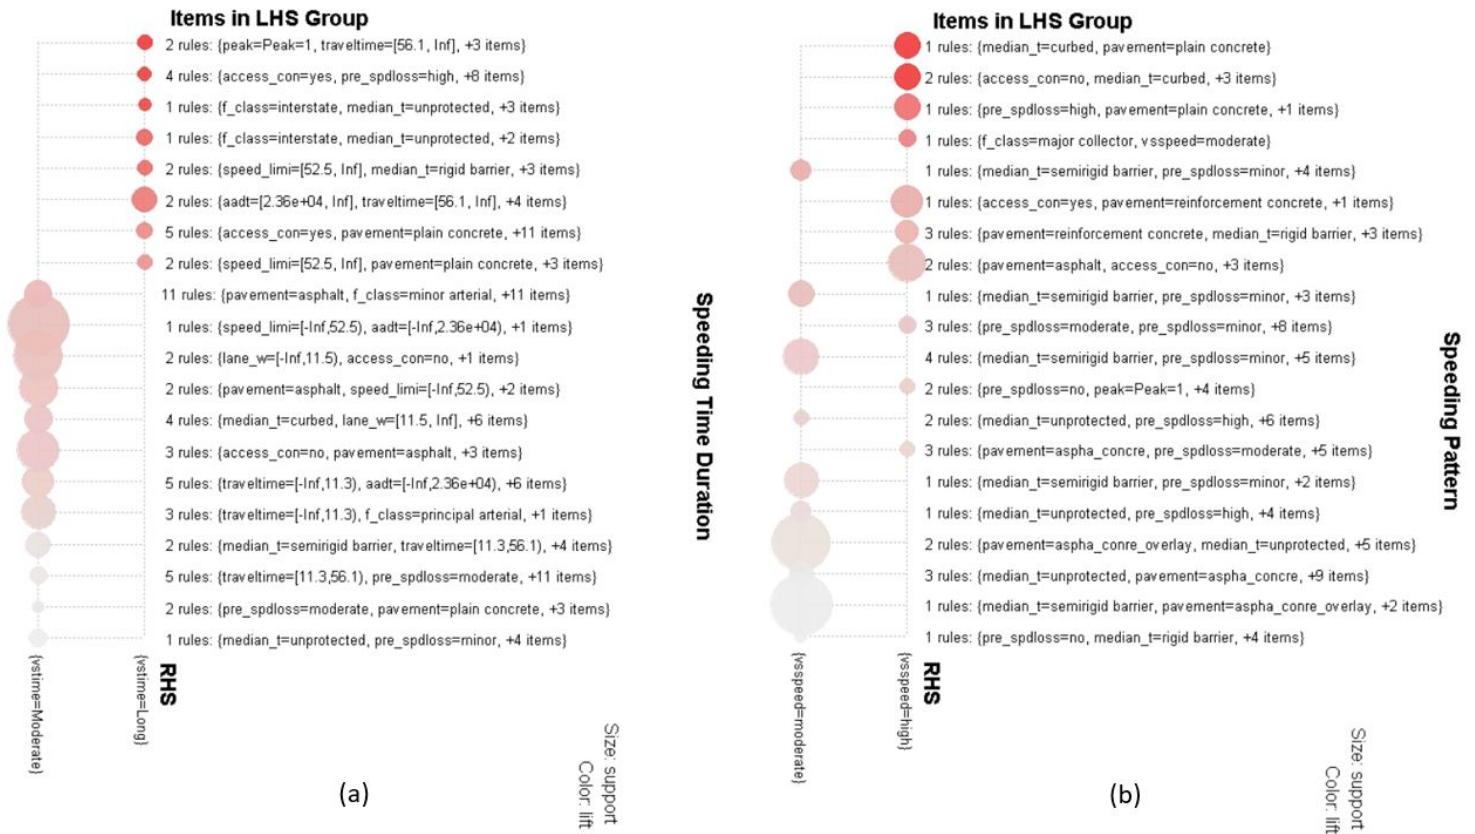 Items in LHS Group
2 rules: {peak=Peak=1, traveltime=[56.1, Inf], +3 items}
4 rules: {access_con=yes, pre_spdloss=high, +8 items}
1 rules: {f_class=interstate, median_t=unprotected, +3 items}
1 rules: {f_class=interstate, median_t=unprotected, +2 items}
2 rules: {speed_limi=[52.5, Inf], median_t=rigid barrier, +3 items}
2 rules: {aadt=[2.36e+04, Inf], traveltime=[56.1, Inf], +4 items}
5 rules: {access_con=yes, pavement=plain concrete, +11 items}
2 rules: {speed_limi=[52.5, Inf], pavement=plain concrete, +3 items}
11 rules: {pavement=asphalt, f_class=minor arterial, +11 items}
1 rules: {speed_limi=[-Inf,52.5), aadt=[-Inf,2.36e+04), +1 items}
2 rules: {lane_w=[-Inf,11.5), access_con=no, +1 items}
2 rules: {pavement=asphalt, speed_limi=[-Inf,52.5), +2 items}
4 rules: {median_t=curbed, lane_w=[11.5, Inf], +6 items}
3 rules: {access_con=no, pavement=asphalt, +3 items}
5 rules: {traveltime=[-Inf,11.3), aadt=[-Inf,2.36e+04), +6 items}
3 rules: {traveltime=[-Inf,11.3), f_class=principal arterial, +1 items}
2 rules: {median_t=semirigid barrier, traveltime=[11.3,56.1), +4 items}
5 rules: {traveltime=[11.3,56.1), pre_spdloss=moderate, +11 items}
2 rules: {pre_spdloss=moderate, pavement=plain concrete, +3 items}
1 rules: {median_t=unprotected, pre_spdloss=minor, +4 items}
{vstime=Moderate}
{vstime=Long}
RHS
Speeding Time Duration
Size: support
Color: lift
(a)
Items in LHS Group
1 rules: {median_t=curbed, pavement=plain concrete}
2 rules: {access_con=no, median_t=curbed, +3 items}
1 rules: {pre_spdloss=high, pavement=plain concrete, +1 items}
1 rules: {f_class=major collector, vsspeed=moderate}
1 rules: {median_t=semirigid barrier, pre_spdloss=minor, +4 items}
1 rules: {access_con=yes, pavement=reinforcement concrete, +1 items}
3 rules: {pavement=reinforcement concrete, median_t=rigid barrier, +3 items}
2 rules: {pavement=asphalt, access_con=no, +3 items}
1 rules: {median_t=semirigid barrier, pre_spdloss=minor, +3 items}
3 rules: {pre_spdloss=moderate, pre_spdloss=minor, +8 items}
4 rules: {median_t=semirigid barrier, pre_spdloss=minor, +5 items}
2 rules: {pre_spdloss=no, peak=Peak=1, +4 items}
2 rules: {median_t=unprotected, pre_spdloss=high, +6 items}
3 rules: {pavement=aspha_concre, pre_spdloss=moderate, +5 items}
1 rules: {median_t=semirigid barrier, pre_spdloss=minor, +2 items}
1 rules: {median_t=unprotected, pre_spdloss=high, +4 items}
2 rules: {pavement=aspha_conre_overlay, median_t=unprotected, +5 items}
3 rules: {median_t=unprotected, pavement=aspha_concre, +9 items}
1 rules: {median_t=semirigid barrier, pavement=aspha_conre_overlay, +2 items}
1 rules: {pre_spdloss=no, median_t=rigid barrier, +4 items}
{vsspeed=moderate}
{vsspeed=high}
RHS
Speeding Pattern
Size: support
Color: lift
(b)